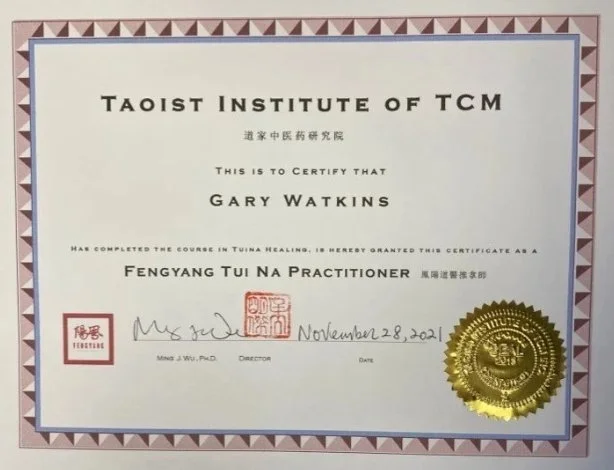 TAOIST INSTITUTE OF TCM
道家中医药研究院
THIS IS TO CERTIFY THAT
GARY WATKINS
HAS COMPLETED THE COURSE IN TUINA HEALING, IS HEREBY GRANTED THIS CERTIFICATE AS A
FENGYANG TUI NA PRACTITIONER 鳳陽道醫推拿師
FENGYANG
November 28, 2021
MING J WU, PH.D. DIRECTOR DATE